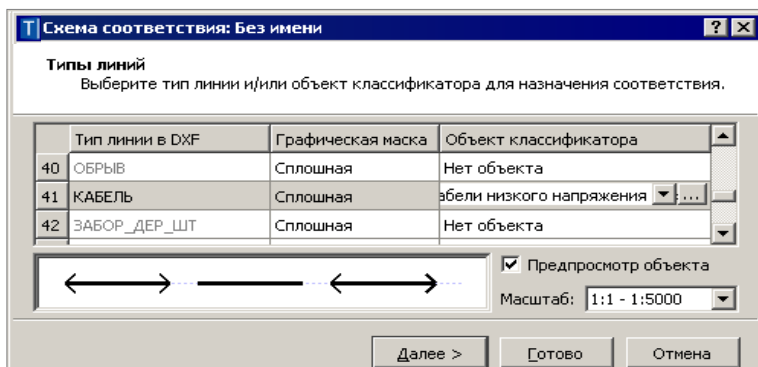 T Схема соответствия: Без имени ? X
Типы линий
Выберите тип линии и/или объект классификатора для назначения соответствия.
Тип линии в DXF Графическая маска Объект классификатора
40 ОБРЫВ Сплошная Нет объекта
41 КАБЕЛЬ Сплошная абели низкого напряжения ...
42 ЗАБОР_ДЕР_ШТ Сплошная Нет объекта
Предпросмотр объекта
Масштаб: 1:1 - 1:5000
Далее > Готово Отмена